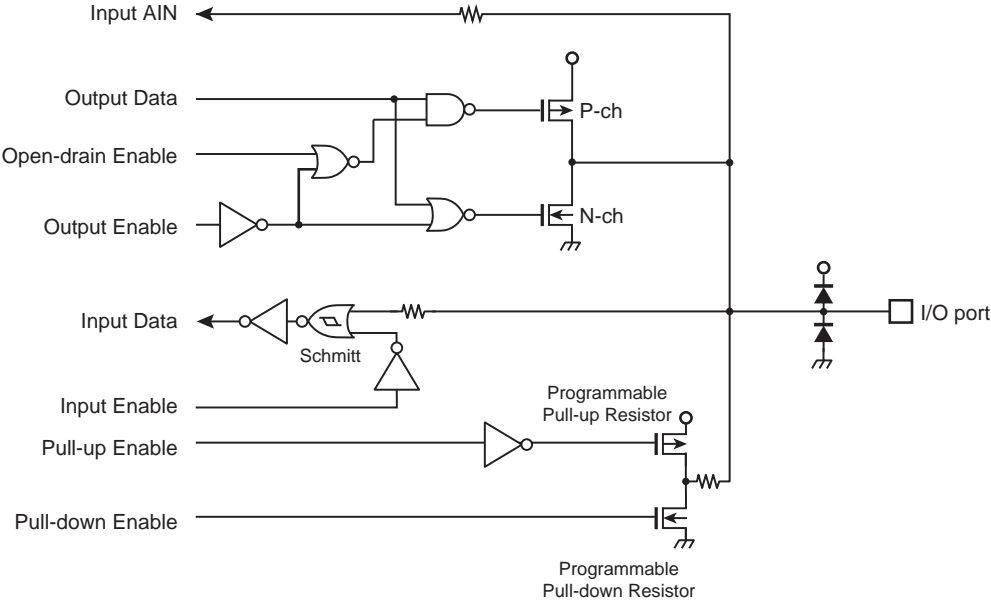 Input AIN
Output Data
P-ch
Open-drain Enable
Output Enable
N-ch
Input Data
Schmitt
I/O port
Input Enable
Programmable
Pull-up Resistor
Pull-up Enable
Pull-down Enable
Programmable
Pull-down Resistor